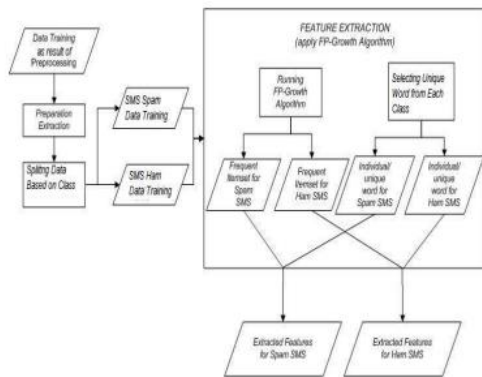 Data Training
as result of
Preprocessing
Preparation
Extraction
Spliting Data
Based on Class
SMS Spam
Data Training
SMS Ham
Data Training
FEATURE EXTRACTION
(apply FP-Growth Algorithm)
Running
FP-Growth
Algorithm
Selecting Unique
Word from Each
Class
Frequent
Itemset for
Spam
SMS
Frequent
Itemset for
Ham SMS
Individual/
unique
word for
Spam SMS
Individual/
unique
word for
Ham SMS
Extracted Features
for Spam SMS
Extracted Features
for Ham SMS